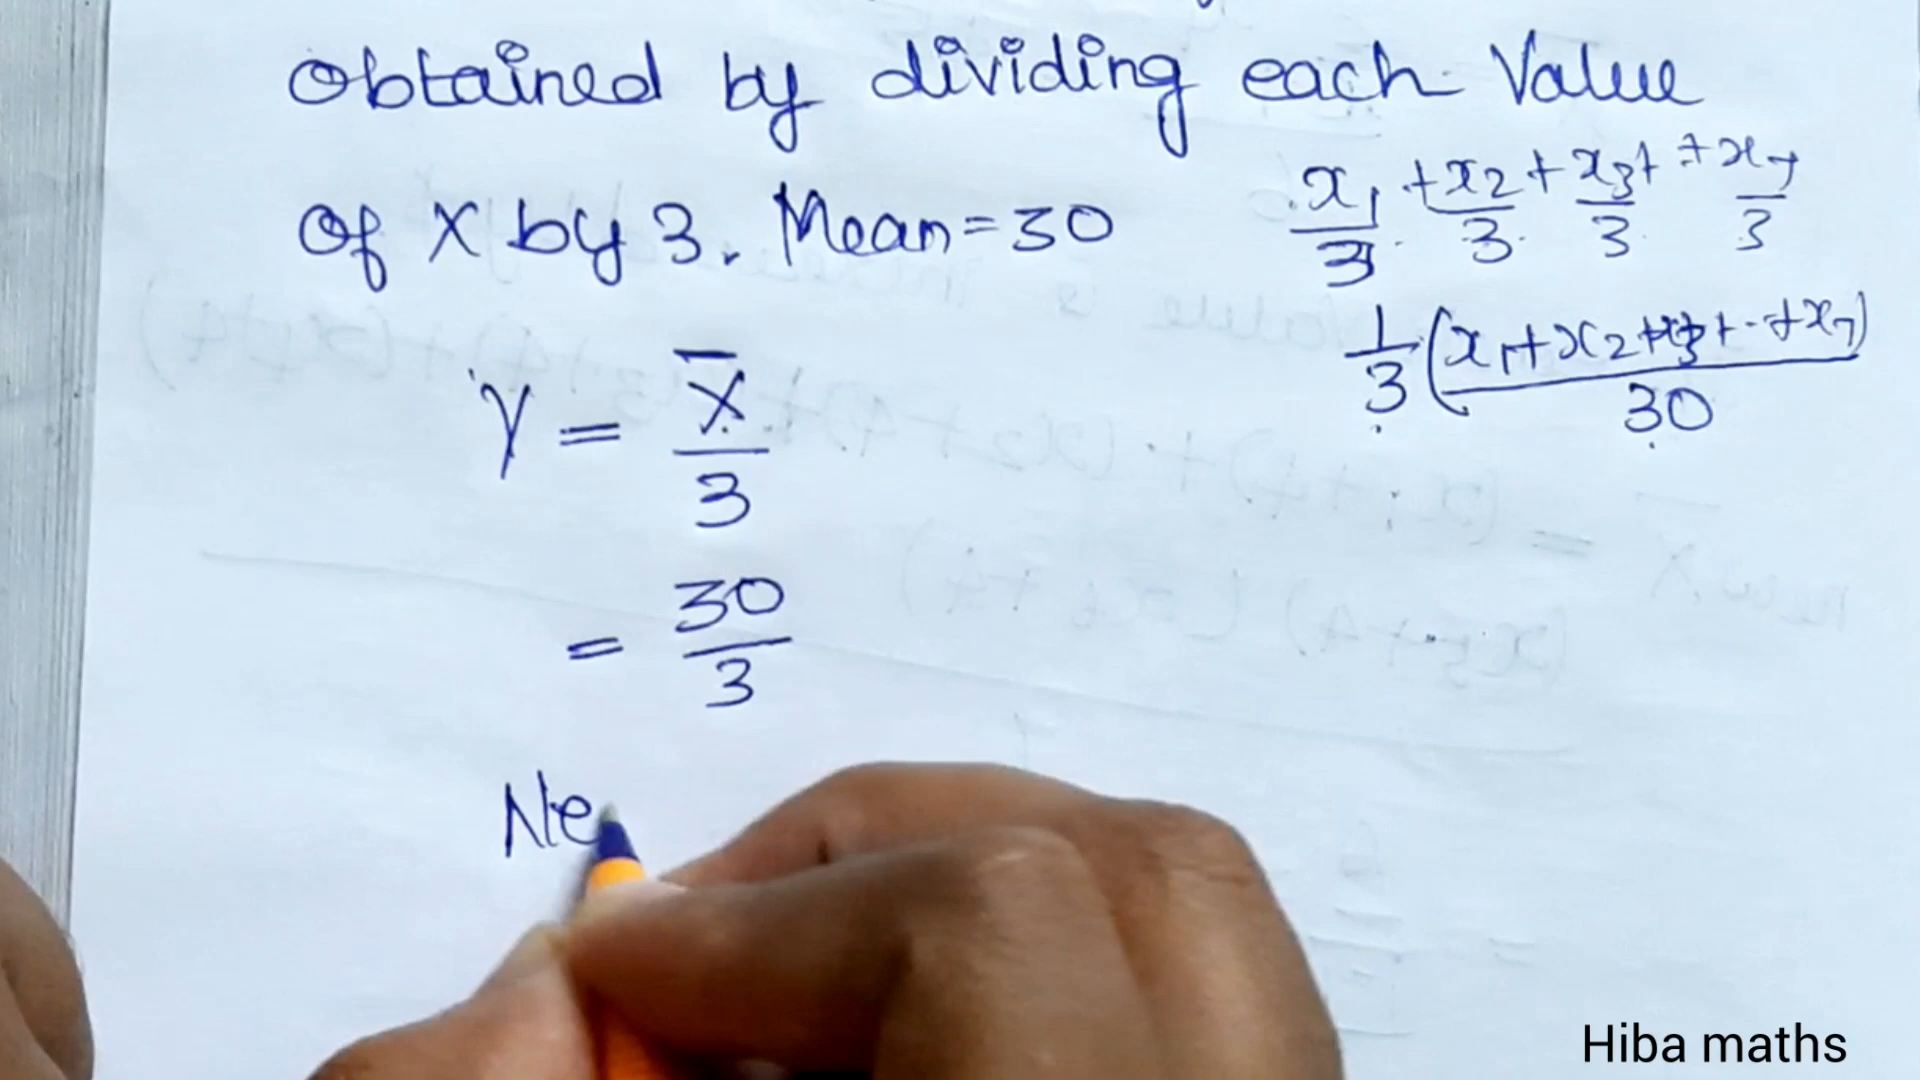 obtained by dividing each Value
Of X by 3. Mean = 30
x₁/3 + x₂/3 + x₃/3 + + x₇/3
1/3 (x₁ + x₂ + x₃ + - + x₇)/30
Y = X̄/3
= 30/3
Ne
Hiba maths